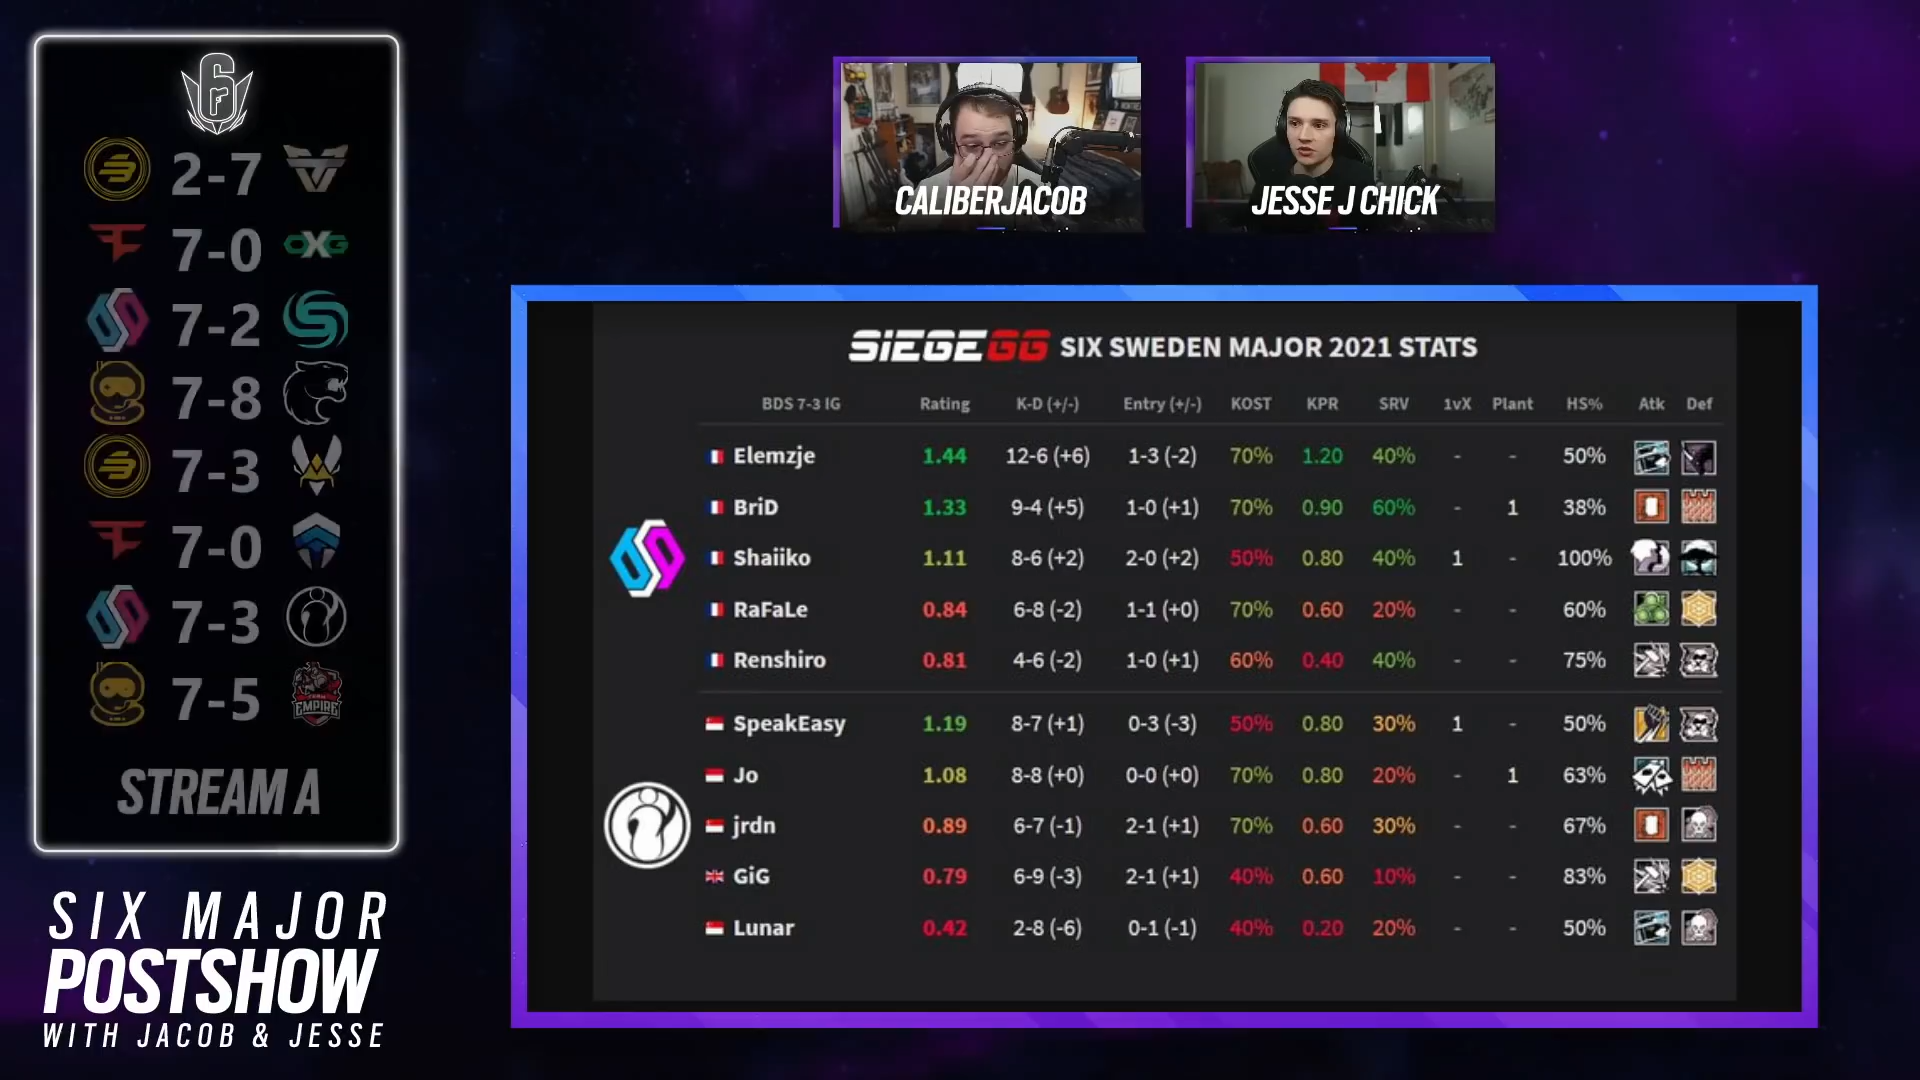 2-7
7-0
OXG
7-2
7-8
7-3
7-0
7-3
7-5
EMPIRE
STREAM A
SIX MAJOR
POSTSHOW
WITH JACOB & JESSE
CALIBERJACOB
JESSE J CHICK
SIEGEGG SIX SWEDEN MAJOR 2021 STATS
BDS 7-3 IG Rating K-D (+/-) Entry (+/-) KOST KPR SRV 1vX Plant HS% Atk Def
Elemzje 1.44 12-6 (+6) 1-3 (-2) 70% 1.20 40% - - 50%
BriD 1.33 9-4 (+5) 1-0 (+1) 70% 0.90 60% - 1 38%
Shaiiko 1.11 8-6 (+2) 2-0 (+2) 50% 0.80 40% 1 - 100%
RaFaLe 0.84 6-8 (-2) 1-1 (+0) 70% 0.60 20% - - 60%
Renshiro 0.81 4-6 (-2) 1-0 (+1) 60% 0.40 40% - - 75%
SpeakEasy 1.19 8-7 (+1) 0-3 (-3) 50% 0.80 30% 1 - 50%
Jo 1.08 8-8 (+0) 0-0 (+0) 70% 0.80 20% - 1 63%
jrdn 0.89 6-7 (-1) 2-1 (+1) 70% 0.60 30% - - 67%
GiG 0.79 6-9 (-3) 2-1 (+1) 40% 0.60 10% - - 83%
Lunar 0.42 2-8 (-6) 0-1 (-1) 40% 0.20 20% - - 50%